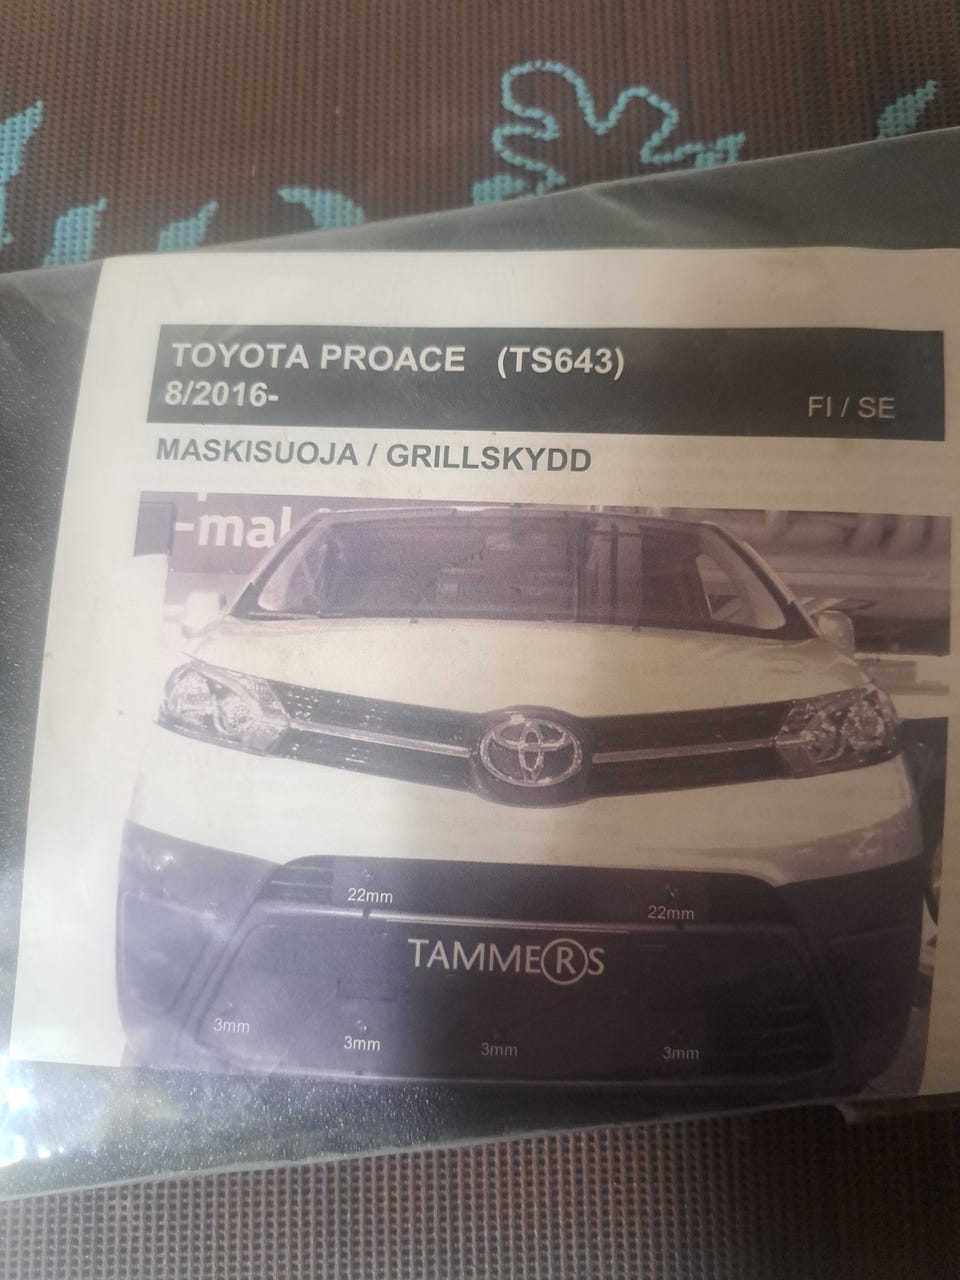 TOYOTA PROACE (TS643)
8/2016-
FI / SE
MASKISUOJA / GRILLSKYDD
-mal
22mm
22mm
TAMMERS
3mm
3mm
3mm
3mm